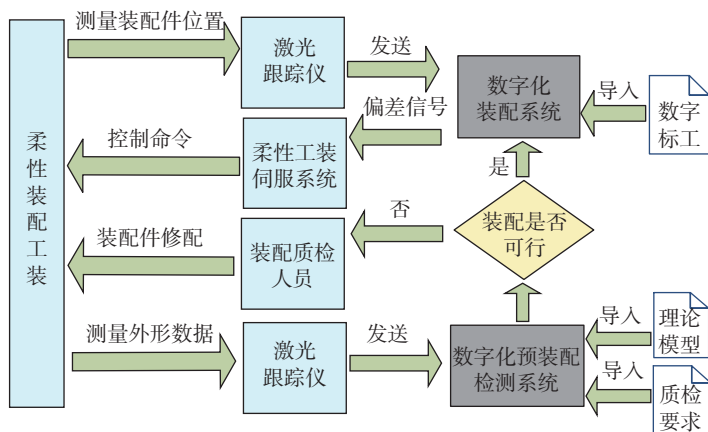 测量装配件位置
激光
跟踪仪
发送
数字化
装配系统
导入
数字
标工
偏差信号
控制命令
柔性工装
伺服系统
是
柔
性
装
配
工
装
否
装配是否
可行
装配件修配
装配质检
人员
测量外形数据
激光
跟踪仪
发送
数字化预装配
检测系统
导入
理论
模型
导入
质检
要求